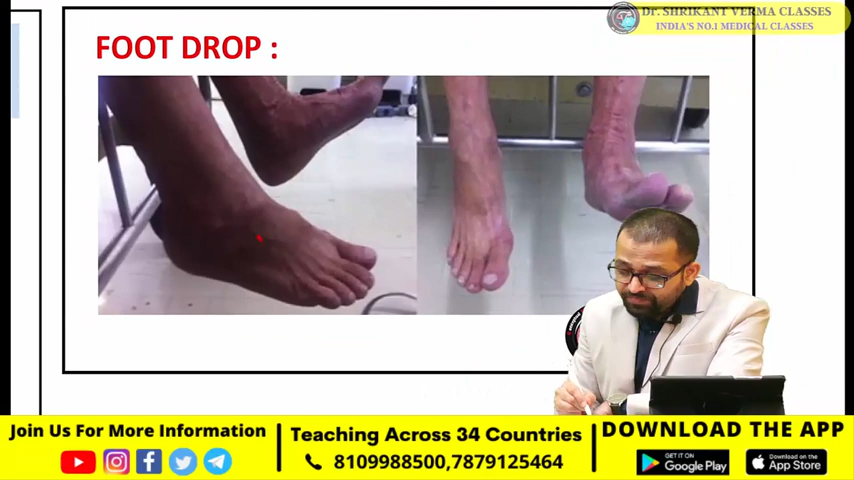 Dr. SHRIKANT VERMA CLASSES
INDIA'S NO.1 MEDICAL CLASSES
FOOT DROP :
Join Us For More Information
Teaching Across 34 Countries
8109988500,7879125464
DOWNLOAD THE APP
GET IT ON
Google Play
Download on the
App Store